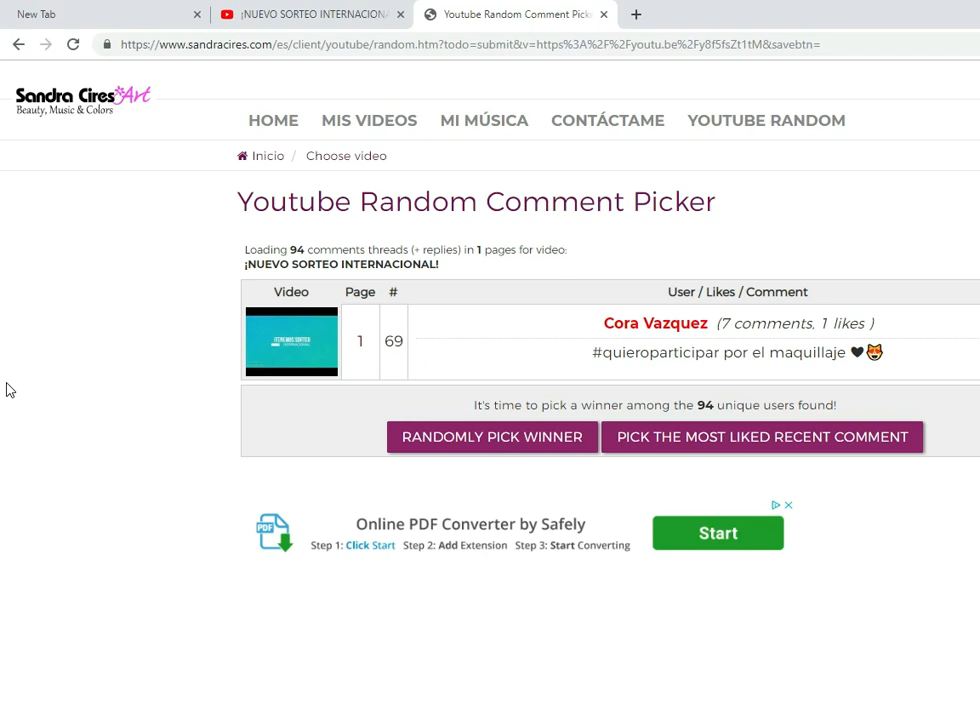 New Tab
¡NUEVO SORTEO INTERNACIONA
Youtube Random Comment Pick
https://www.sandracires.com/es/client/youtube/random.htm?todo=submit&v=https%3A%2F%2Fyoutu.be%2Fy8f5fsZt1tM&savebtn=
Sandra Cires Art
Beauty, Music & Colors
HOME MIS VIDEOS MI MÚSICA CONTÁCTAME YOUTUBE RANDOM
Inicio / Choose video
Youtube Random Comment Picker
Loading 94 comments threads (+ replies) in 1 pages for video:
¡NUEVO SORTEO INTERNACIONAL!
Video Page # User / Likes / Comment
1 69
Cora Vazquez (7 comments, 1 likes )
#quieroparticipar por el maquillaje 🖤😻
It's time to pick a winner among the 94 unique users found!
RANDOMLY PICK WINNER PICK THE MOST LIKED RECENT COMMENT
PDF
Online PDF Converter by Safely
Step 1: Click Start Step 2: Add Extension Step 3: Start Converting
Start